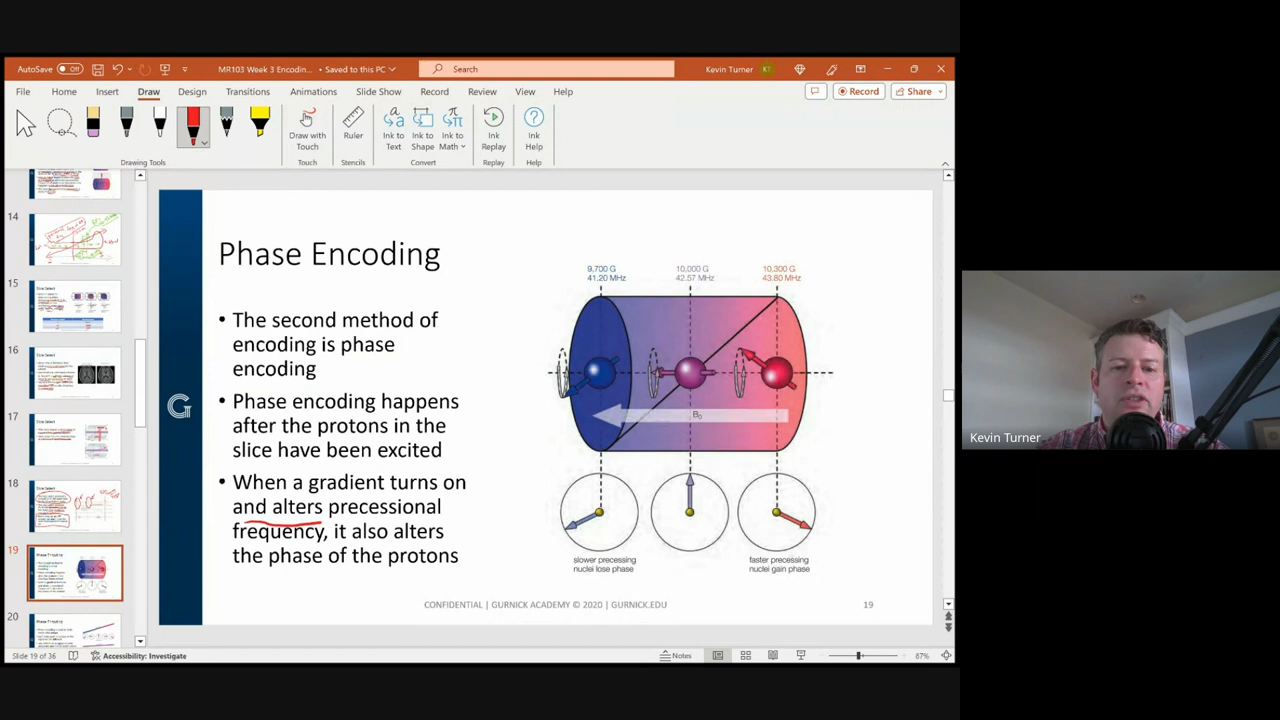 AutoSave Off MR103 Week 3 Encodin... • Saved to this PC Search Kevin Turner KT
File Home Insert Draw Design Transitions Animations Slide Show Record Review View Help Record Share
Draw with Touch
Ruler
Ink to Text
Ink to Shape
Ink to Math
Ink Replay
Ink Help
Drawing Tools Touch Stencils Convert Replay Help
14
15
16
17
18
19
20
Phase Encoding
• The second method of
encoding is phase
encoding
• Phase encoding happens
after the protons in the
slice have been excited
• When a gradient turns on
and alters precessional
frequency, it also alters
the phase of the protons
9,700 G 10,000 G 10,300 G
41.20 MHz 42.57 MHz 43.80 MHz
B0
slower precessing
nuclei lose phase
faster precessing
nuclei gain phase
G
CONFIDENTIAL | GURNICK ACADEMY © 2020 | GURNICK.EDU 19
Slide 19 of 36 Accessibility: Investigate Notes 87%
Kevin Turner